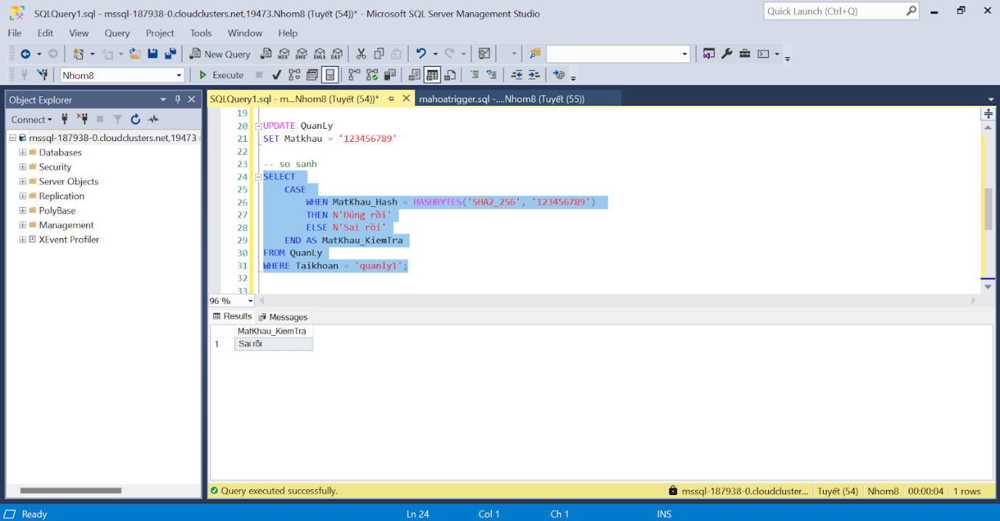 SQLQuery1.sql - mssql-187938-0.cloudclusters.net,19473.Nhom8 (Tuyết (54))* - Microsoft SQL Server Management Studio
Quick Launch (Ctrl+Q)
File Edit View Query Project Tools Window Help
New Query MDX DMX XMLA DAX
Nhom8 Execute
Object Explorer
SQLQuery1.sql - m...Nhom8 (Tuyết (54))* mahoatrigger.sql -....Nhom8 (Tuyết (55))
Connect
mssql-187938-0.cloudclusters.net,19473
Databases
Security
Server Objects
Replication
PolyBase
Management
XEvent Profiler
19
20 UPDATE QuanLy
21 SET Matkhau = '123456789'
22
23 -- so sanh
24 SELECT
25 CASE
26 WHEN MatKhau_Hash = HASHBYTES('SHA2_256', '123456789')
27 THEN N'Đúng rồi'
28 ELSE N'Sai rồi'
29 END AS MatKhau_KiemTra
30 FROM QuanLy
31 WHERE Taikhoan = 'quanly1';
32
33
96 %
Results Messages
MatKhau_KiemTra
1 Sai rồi
Query executed successfully. mssql-187938-0.cloudcluster... Tuyết (54) Nhom8 00:00:04 1 rows
Ready Ln 24 Col 1 Ch 1 INS